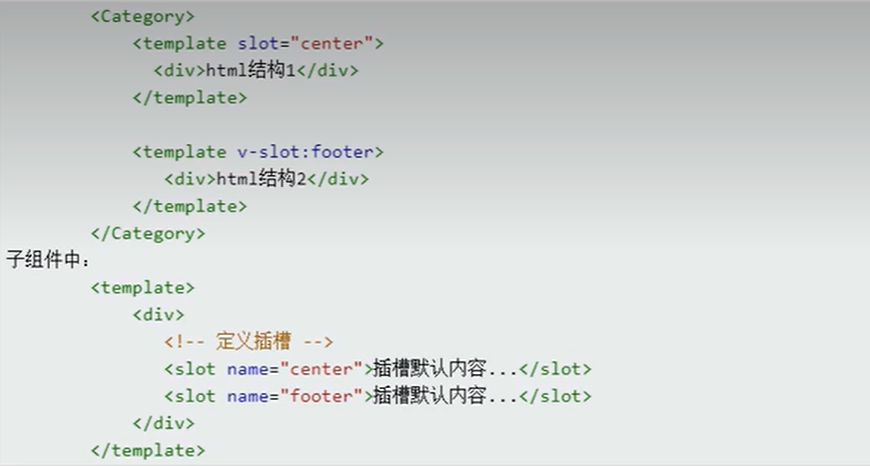 <Category>
<template slot="center">
<div>html结构1</div>
</template>
<template v-slot:footer>
<div>html结构2</div>
</template>
</Category>
子组件中：
<template>
<div>
<!-- 定义插槽 -->
<slot name="center">插槽默认内容...</slot>
<slot name="footer">插槽默认内容...</slot>
</div>
</template>